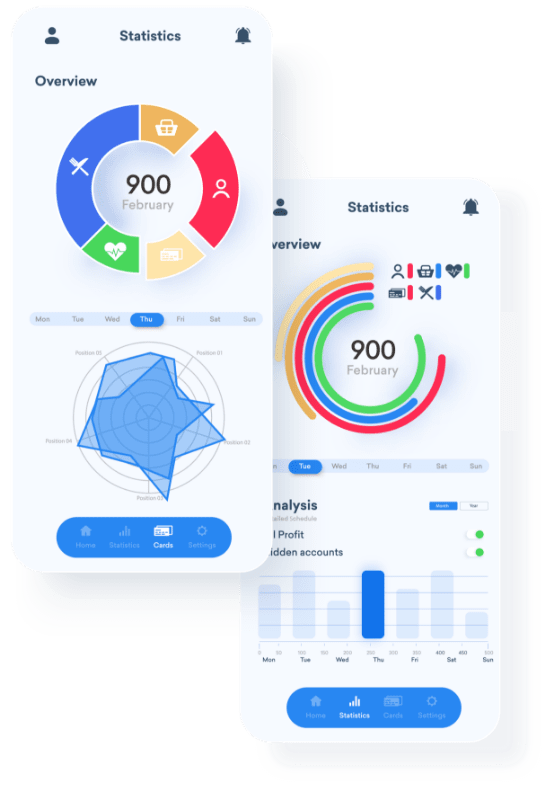 Statistics
Overview
900
February
Mon Tue Wed Thu Fri Sat Sun
Position 05 Position 01
Position 04 Position 02
Position 03
Home Statistics Cards Settings
Statistics
verview
900
February
n Tue Wed Thu Fri Sat Sun
nalysis
Month Year
ailed Schedule
l Profit
idden accounts
0 50 100 150 200 250 300 350 400 450 500
Mon Tue Wed Thu Fri Sat Sun
Home Statistics Cards Settings